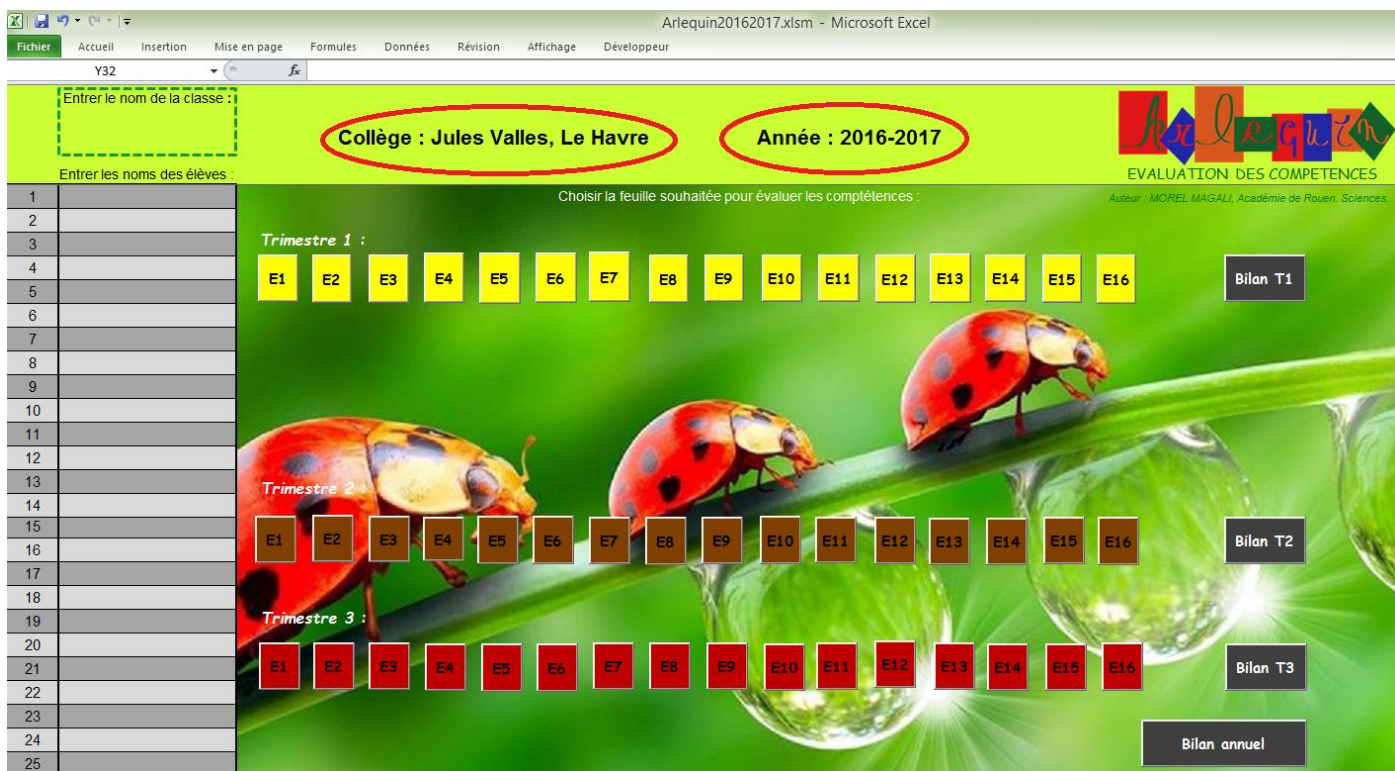 Arlequin20162017.xlsm - Microsoft Excel
Fichier Accueil Insertion Mise en page Formules Données Révision Affichage Développeur
Y32 fx
Entrer le nom de la classe :
Collège : Jules Valles, Le Havre
Année : 2016-2017
Arlequin
EVALUATION DES COMPETENCES
Entrer les noms des élèves :
Choisir la feuille souhaitée pour évaluer les comptétences :
Auteur : MOREL MAGALI, Académie de Rouen. Sciences.
1
2
3
4
5
6
7
8
9
10
11
12
13
14
15
16
17
18
19
20
21
22
23
24
25
Trimestre 1 :
E1 E2 E3 E4 E5 E6 E7 E8 E9 E10 E11 E12 E13 E14 E15 E16 Bilan T1
Trimestre 2 :
E1 E2 E3 E4 E5 E6 E7 E8 E9 E10 E11 E12 E13 E14 E15 E16 Bilan T2
Trimestre 3 :
E1 E2 E3 E4 E5 E6 E7 E8 E9 E10 E11 E12 E13 E14 E15 E16 Bilan T3
Bilan annuel